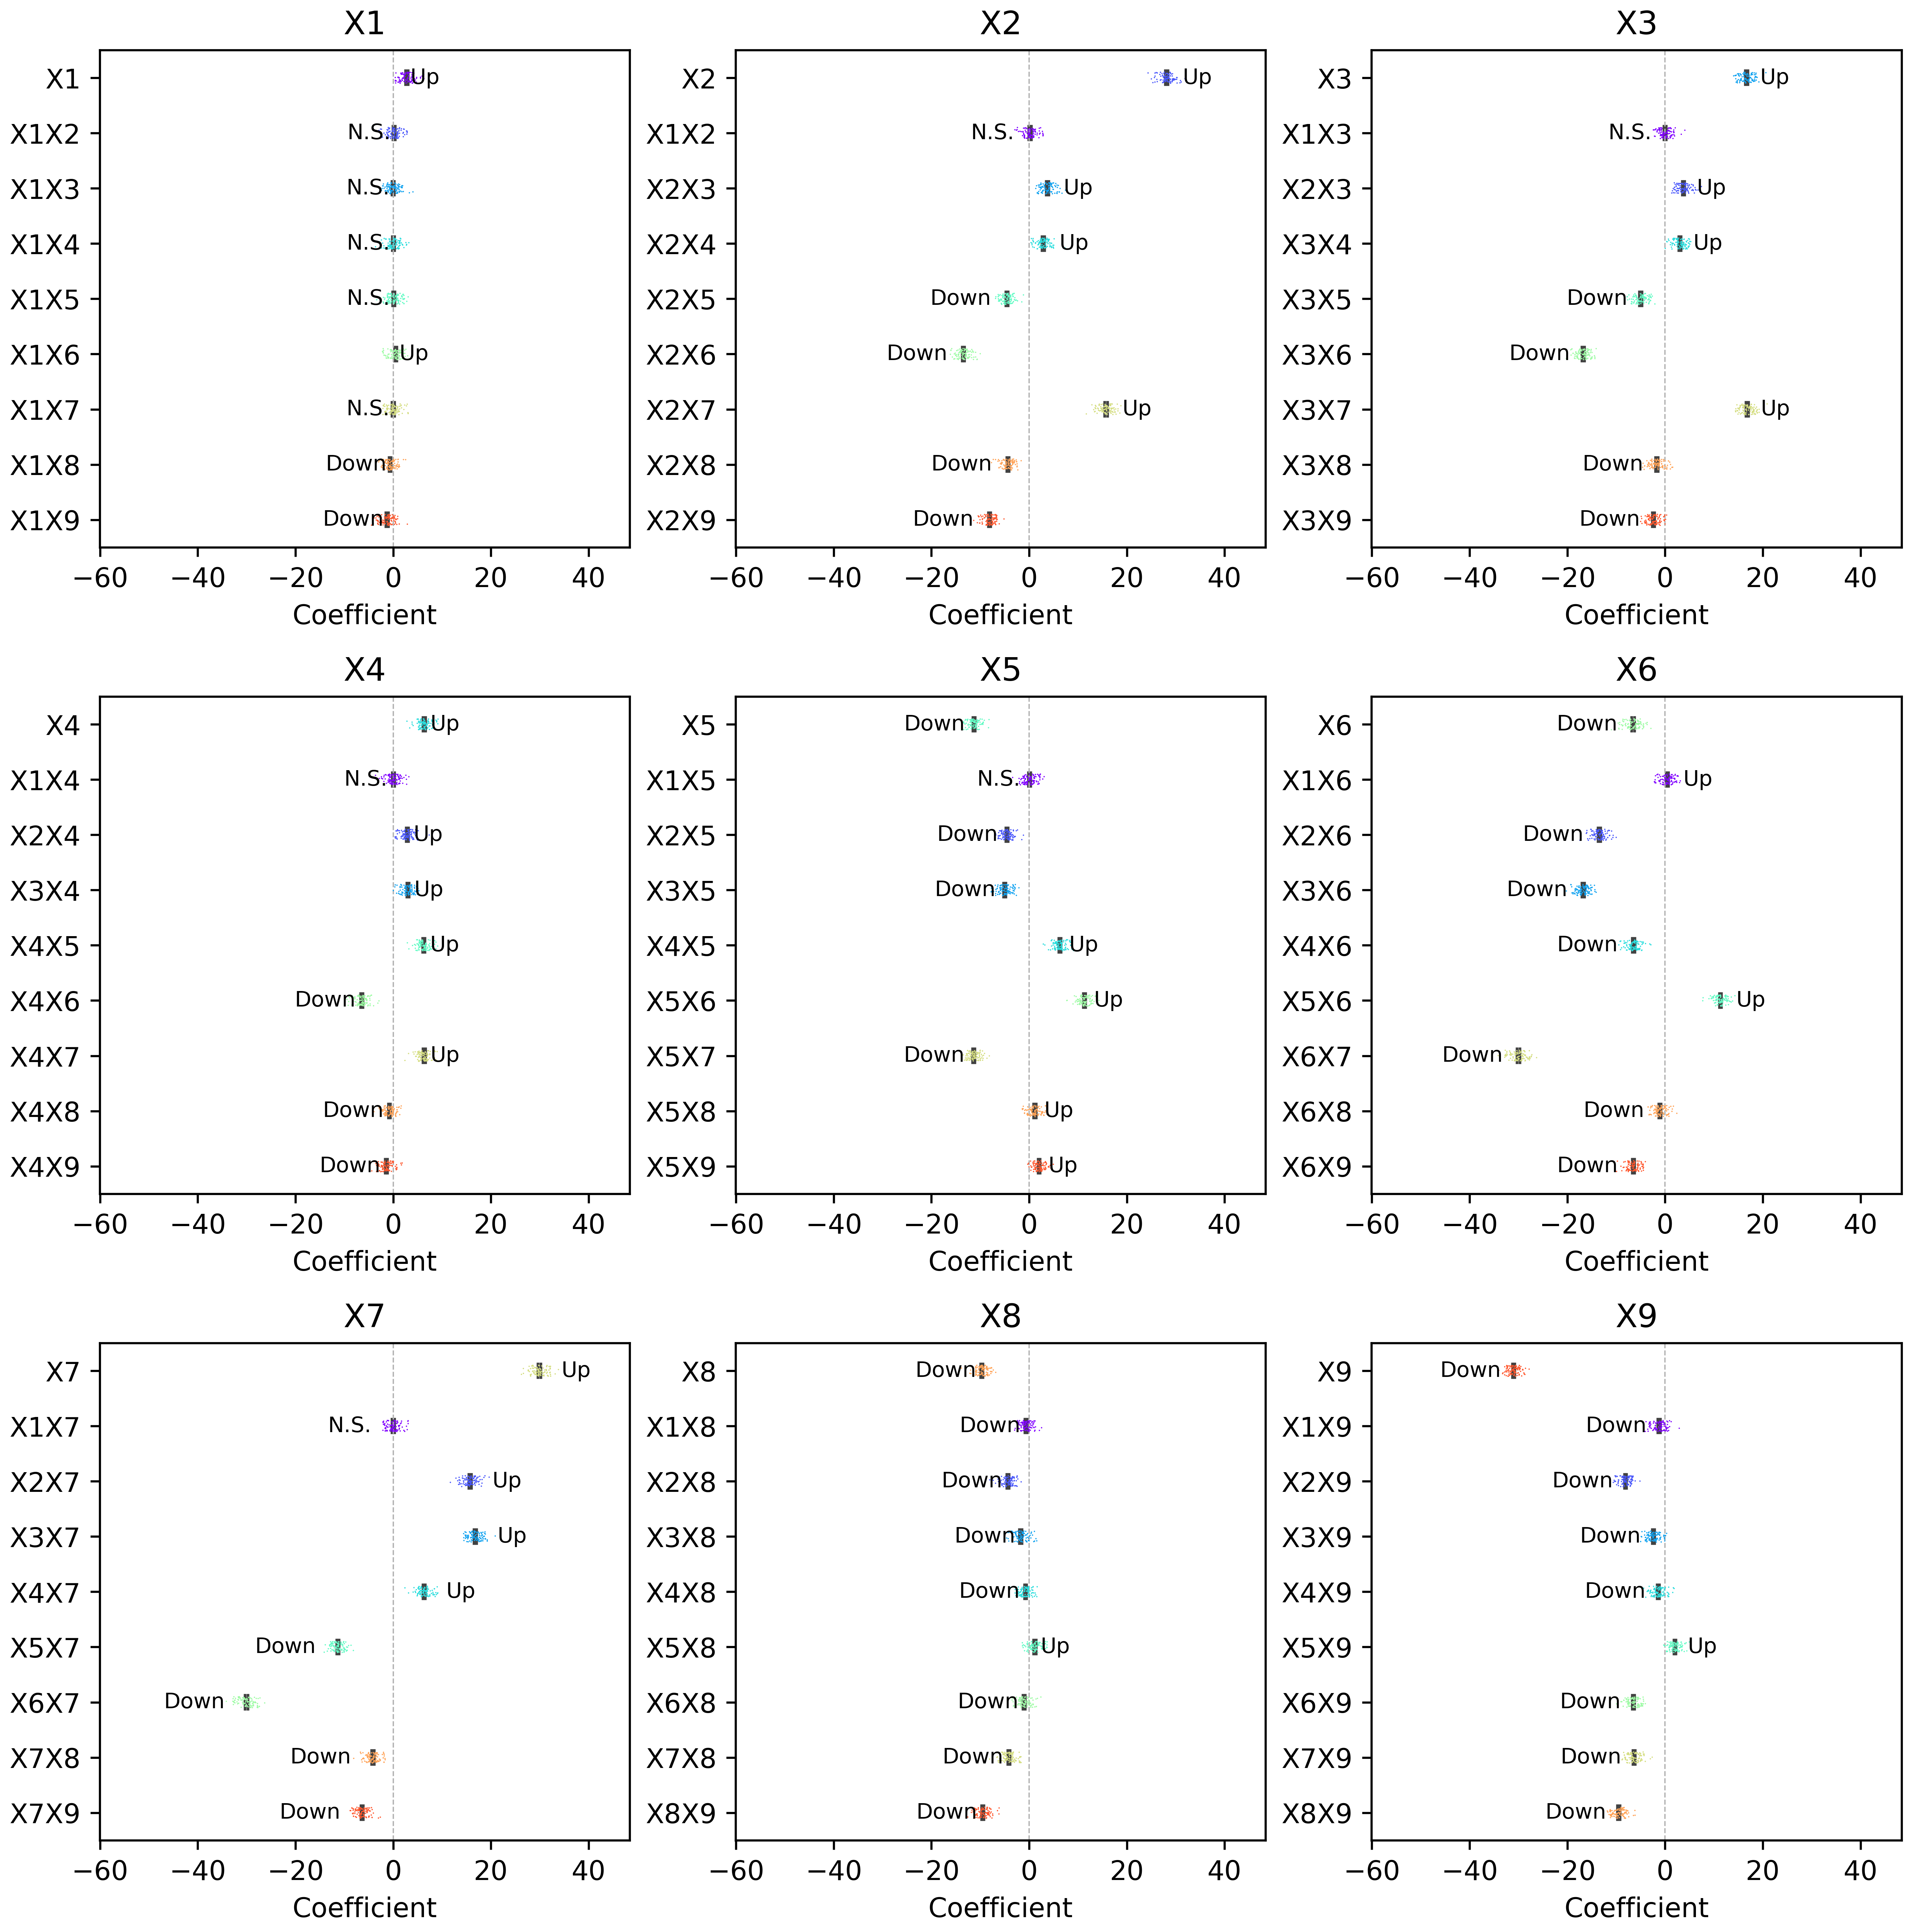 X1
X1 Up
X1X2 N.S.
X1X3 N.S.
X1X4 N.S.
X1X5 N.S.
X1X6 Up
X1X7 N.S.
X1X8 Down
X1X9 Down
−60 −40 −20 0 20 40
Coefficient
X2
X2 Up
X1X2 N.S.
X2X3 Up
X2X4 Up
X2X5 Down
X2X6 Down
X2X7 Up
X2X8 Down
X2X9 Down
−60 −40 −20 0 20 40
Coefficient
X3
X3 Up
X1X3 N.S.
X2X3 Up
X3X4 Up
X3X5 Down
X3X6 Down
X3X7 Up
X3X8 Down
X3X9 Down
−60 −40 −20 0 20 40
Coefficient
X4
X4 Up
X1X4 N.S.
X2X4 Up
X3X4 Up
X4X5 Up
X4X6 Down
X4X7 Up
X4X8 Down
X4X9 Down
−60 −40 −20 0 20 40
Coefficient
X5
X5 Down
X1X5 N.S.
X2X5 Down
X3X5 Down
X4X5 Up
X5X6 Up
X5X7 Down
X5X8 Up
X5X9 Up
−60 −40 −20 0 20 40
Coefficient
X6
X6 Down
X1X6 Up
X2X6 Down
X3X6 Down
X4X6 Down
X5X6 Up
X6X7 Down
X6X8 Down
X6X9 Down
−60 −40 −20 0 20 40
Coefficient
X7
X7 Up
X1X7 N.S.
X2X7 Up
X3X7 Up
X4X7 Up
X5X7 Down
X6X7 Down
X7X8 Down
X7X9 Down
−60 −40 −20 0 20 40
Coefficient
X8
X8 Down
X1X8 Down
X2X8 Down
X3X8 Down
X4X8 Down
X5X8 Up
X6X8 Down
X7X8 Down
X8X9 Down
−60 −40 −20 0 20 40
Coefficient
X9
X9 Down
X1X9 Down
X2X9 Down
X3X9 Down
X4X9 Down
X5X9 Up
X6X9 Down
X7X9 Down
X8X9 Down
−60 −40 −20 0 20 40
Coefficient